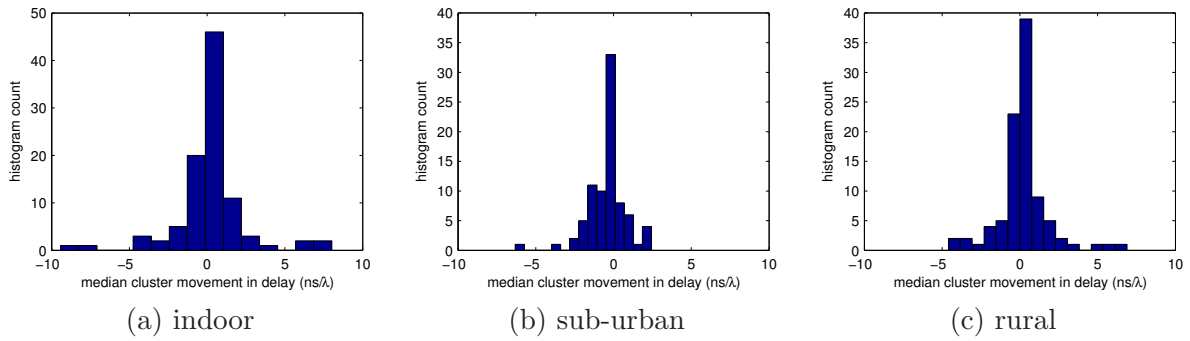 50
40
30
20
10
0
−10 −5 0 5 10
histogram count
median cluster movement in delay (ns/λ)
(a) indoor
40
35
30
25
20
15
10
5
0
−10 −5 0 5 10
histogram count
median cluster movement in delay (ns/λ)
(b) sub-urban
40
35
30
25
20
15
10
5
0
−10 −5 0 5 10
histogram count
median cluster movement in delay (ns/λ)
(c) rural